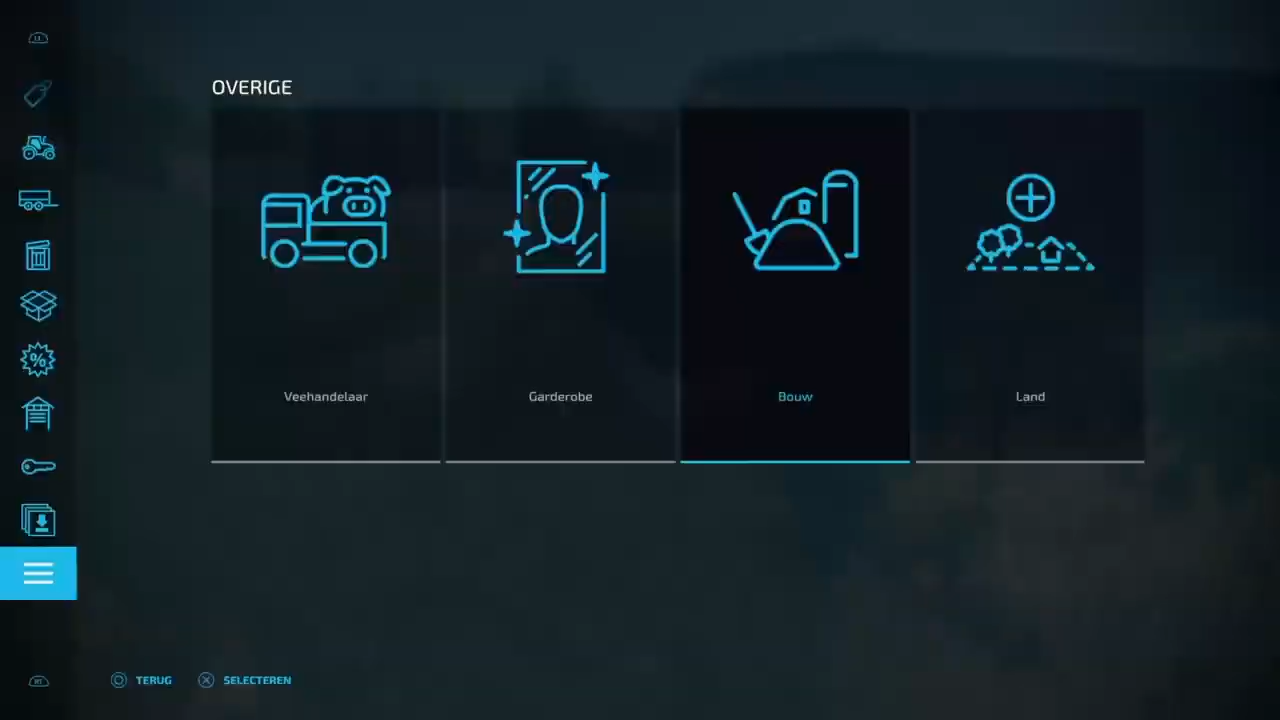 OVERIGE
Veehandelaar
Garderobe
Bouw
Land
%
TERUG
SELECTEREN